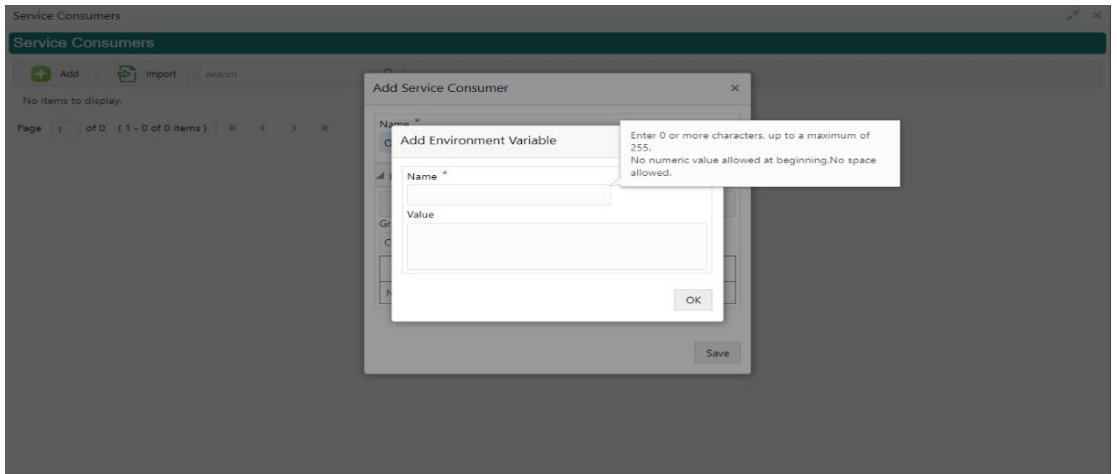 Service Consumers
Service Consumers
Add Import search
No items to display.
Page 1 of 0 (1 - 0 of 0 items)
Add Service Consumer
Name *
Add Environment Variable
Enter 0 or more characters, up to a maximum of
255.
No numeric value allowed at beginning.No space
allowed.
Name *
Value
OK
Save